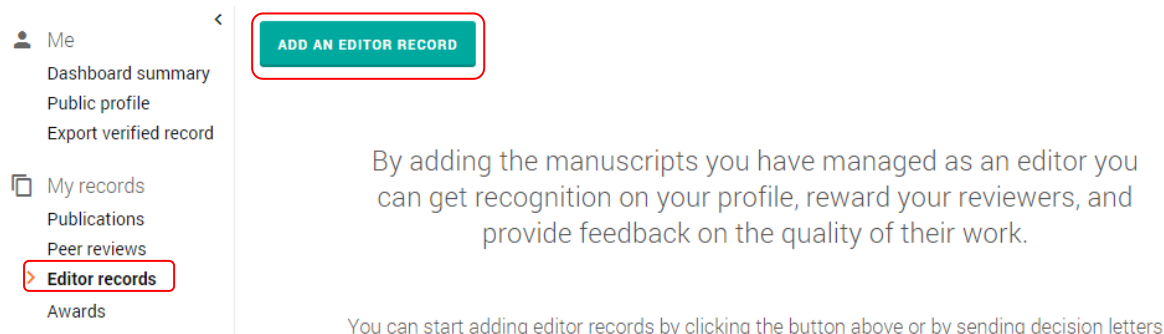 Me
Dashboard summary
Public profile
Export verified record
My records
Publications
Peer reviews
Editor records
Awards
ADD AN EDITOR RECORD
By adding the manuscripts you have managed as an editor you
can get recognition on your profile, reward your reviewers, and
provide feedback on the quality of their work.
You can start adding editor records by clicking the button above or by sending decision letters